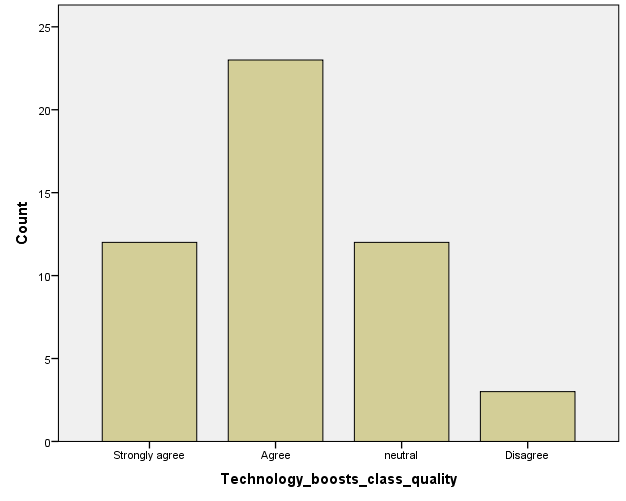 25
20
15
10
5
0
Count
Strongly agree
Agree
neutral
Disagree
Technology_boosts_class_quality